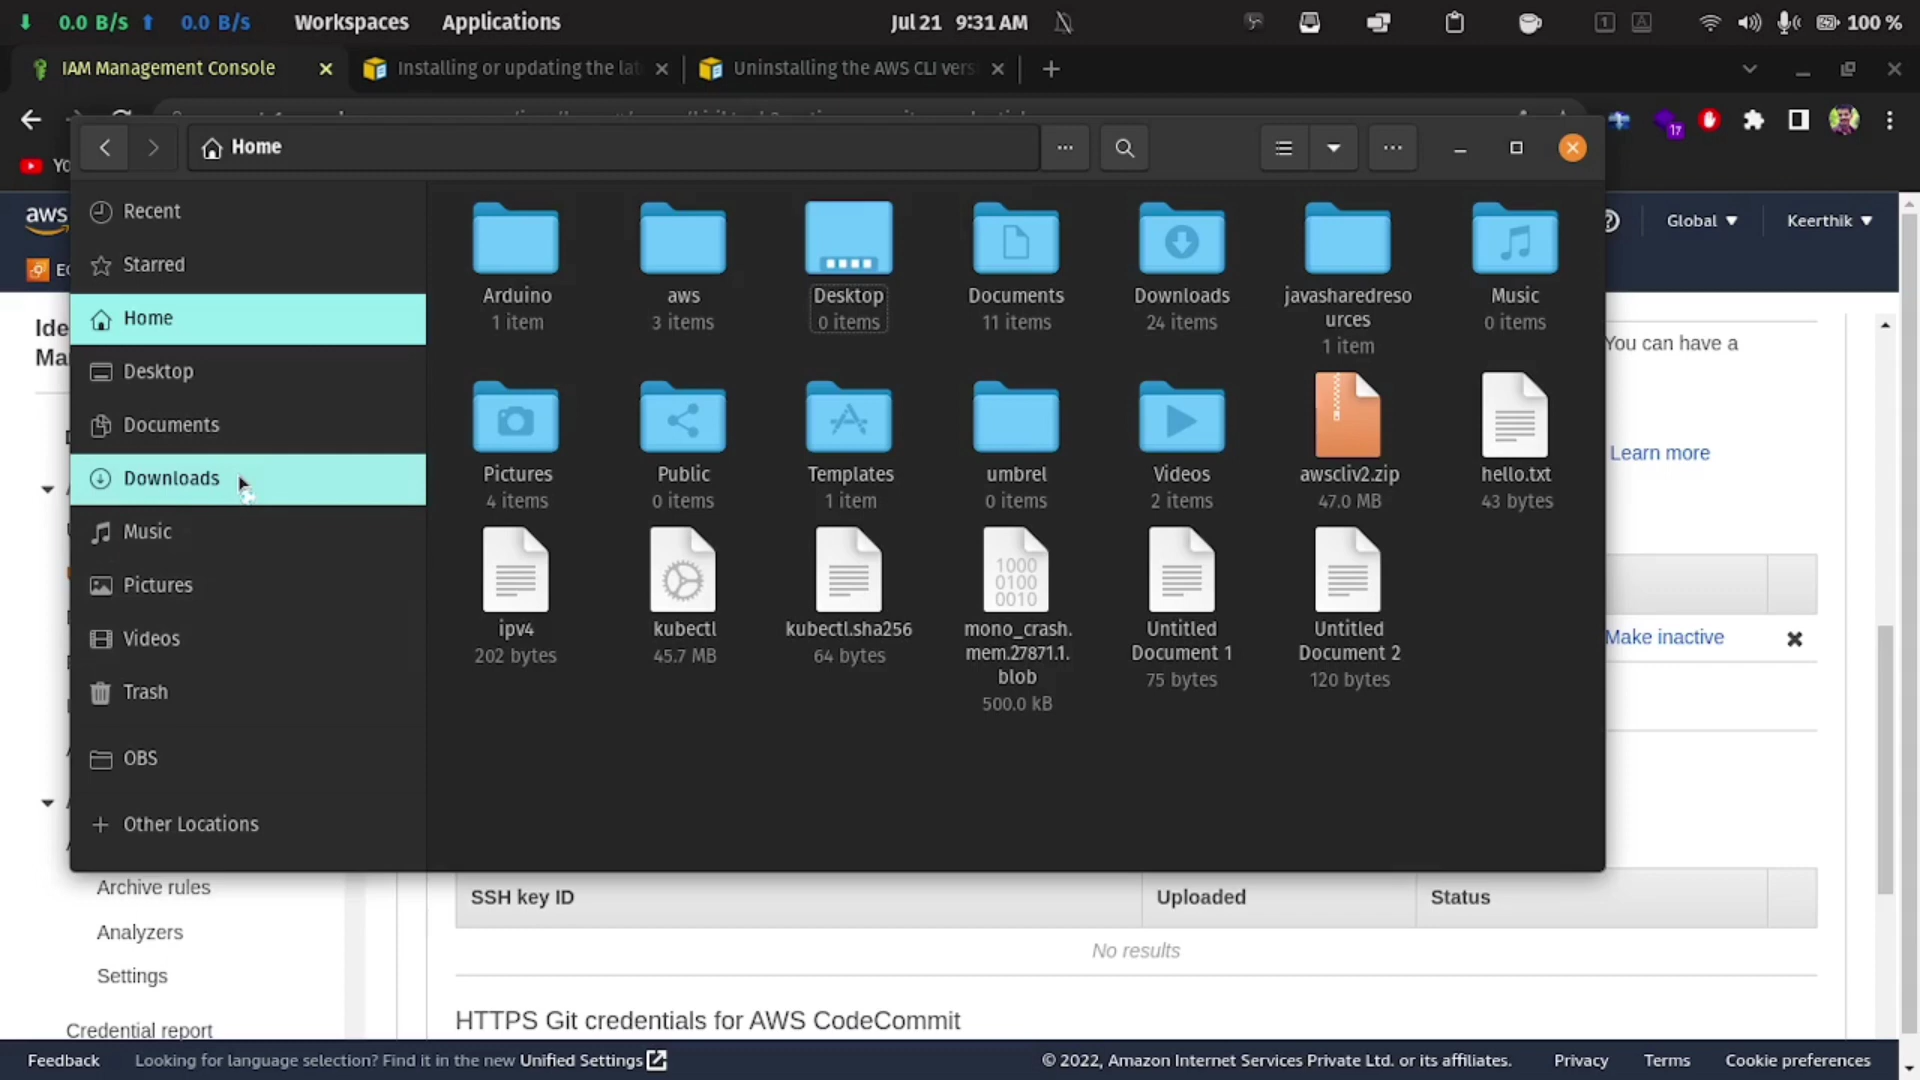 0.0 B/s 0.0 B/s Workspaces Applications Jul 21 9:31 AM 1 A 100 %
IAM Management Console Installing or updating the lat Uninstalling the AWS CLI vers
17
Home
aws
Global Keerthik
Recent
Starred
Home
Desktop
Documents
Downloads
Music
Pictures
Videos
Trash
OBS
Other Locations
Arduino
1 item
aws
3 items
Desktop
0 items
Documents
11 items
Downloads
24 items
javasharedreso
urces
1 item
Music
0 items
Pictures
4 items
Public
0 items
Templates
1 item
umbrel
0 items
Videos
2 items
awscliv2.zip
47.0 MB
hello.txt
43 bytes
ipv4
202 bytes
kubectl
45.7 MB
kubectl.sha256
64 bytes
1000
0100
0010
mono_crash.
mem.27871.1.
blob
500.0 kB
Untitled
Document 1
75 bytes
Untitled
Document 2
120 bytes
You can have a
Learn more
Make inactive
Archive rules
Analyzers
Settings
Credential report
SSH key ID Uploaded Status
No results
HTTPS Git credentials for AWS CodeCommit
Feedback Looking for language selection? Find it in the new Unified Settings © 2022, Amazon Internet Services Private Ltd. or its affiliates. Privacy Terms Cookie preferences